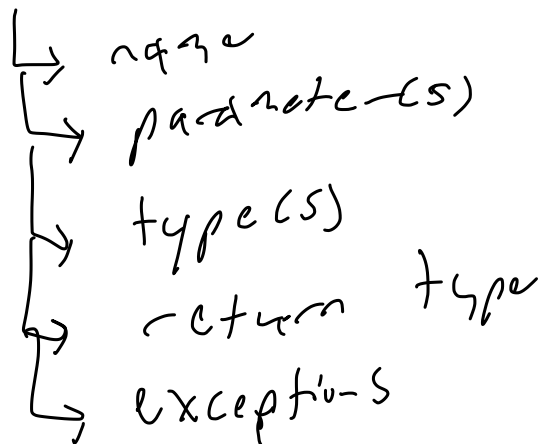 name
parameter(s)
type(s)
return type
exceptions